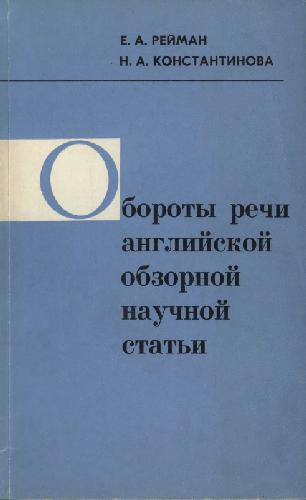 Е. А. РЕЙМАН
Н. А. КОНСТАНТИНОВА
Обороты речи
английской
обзорной
научной
статьи